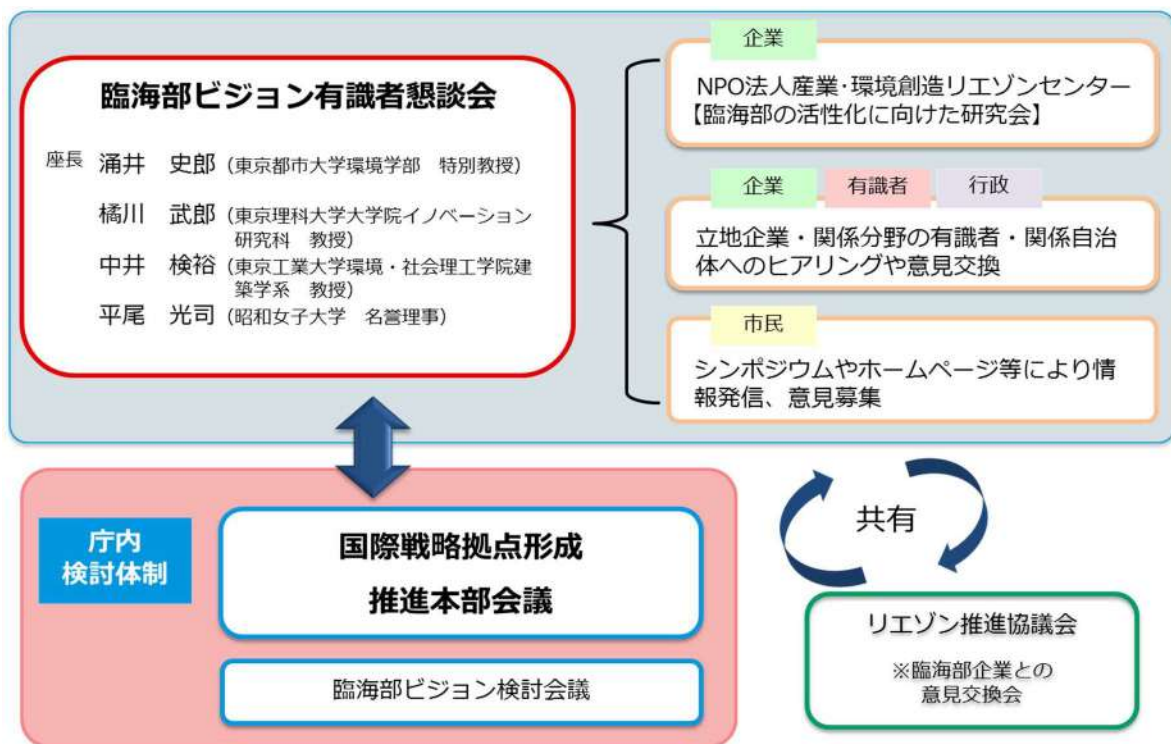 臨海部ビジョン有識者懇談会
座長 涌井 史郎(東京都市大学環境学部 特別教授)
橘川 武郎(東京理科大学大学院イノベーション
研究科 教授)
中井 検裕(東京工業大学環境・社会理工学院建
築学系 教授)
平尾 光司(昭和女子大学 名誉理事)
企業
NPO法人産業・環境創造リエゾンセンター
【臨海部の活性化に向けた研究会】
企業 有識者 行政
立地企業・関係分野の有識者・関係自治
体へのヒアリングや意見交換
市民
シンポジウムやホームページ等により情
報発信、意見募集
庁内
検討体制
国際戦略拠点形成
推進本部会議
臨海部ビジョン検討会議
共有
リエゾン推進協議会
※臨海部企業との
意見交換会